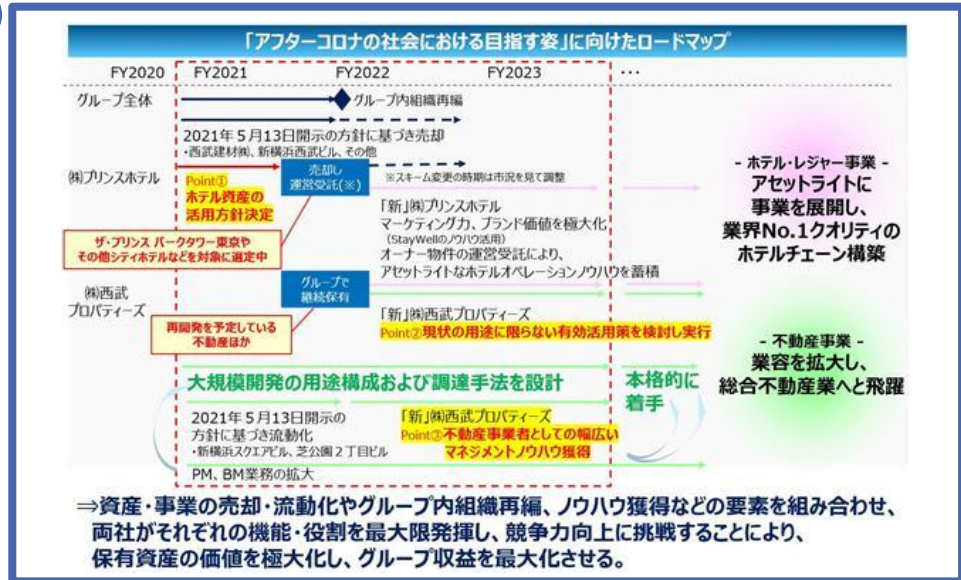 「アフターコロナの社会における目指す姿」に向けたロードマップ
FY2020 FY2021 FY2022 FY2023 ･･･
グループ全体
グループ内組織再編
2021年5月13日開示の方針に基づき売却
・西武建材㈱、新横浜西武ビル、その他
㈱プリンスホテル
Point①
ホテル資産の
活用方針決定
売却し
運営受託(※)
※スキーム変更の時期は市況を見て調整
ザ・プリンス パークタワー東京や
その他シティホテルなどを対象に選定中
「新」㈱プリンスホテル
マーケティング力、ブランド価値を極大化
（StayWellのノウハウ活用）
オーナー物件の運営受託により、
アセットライトなホテルオペレーションノウハウを蓄積
- ホテル・レジャー事業 -
アセットライトに
事業を展開し、
業界No.1クオリティの
ホテルチェーン構築
㈱西武
プロパティーズ
グループで
継続保有
再開発を予定している
不動産ほか
「新」㈱西武プロパティーズ
Point②現状の用途に限らない有効活用策を検討し実行
大規模開発の用途構成および調達手法を設計
本格的に
着手
2021年5月13日開示の
方針に基づき流動化
・新横浜スクエアビル、芝公園２丁目ビル
「新」㈱西武プロパティーズ
Point③不動産事業者としての幅広い
マネジメントノウハウ獲得
PM、BM業務の拡大
- 不動産事業 -
業容を拡大し、
総合不動産業へと飛躍
⇒資産・事業の売却・流動化やグループ内組織再編、ノウハウ獲得などの要素を組み合わせ、
両社がそれぞれの機能・役割を最大限発揮し、競争力向上に挑戦することにより、
保有資産の価値を極大化し、グループ収益を最大化させる。